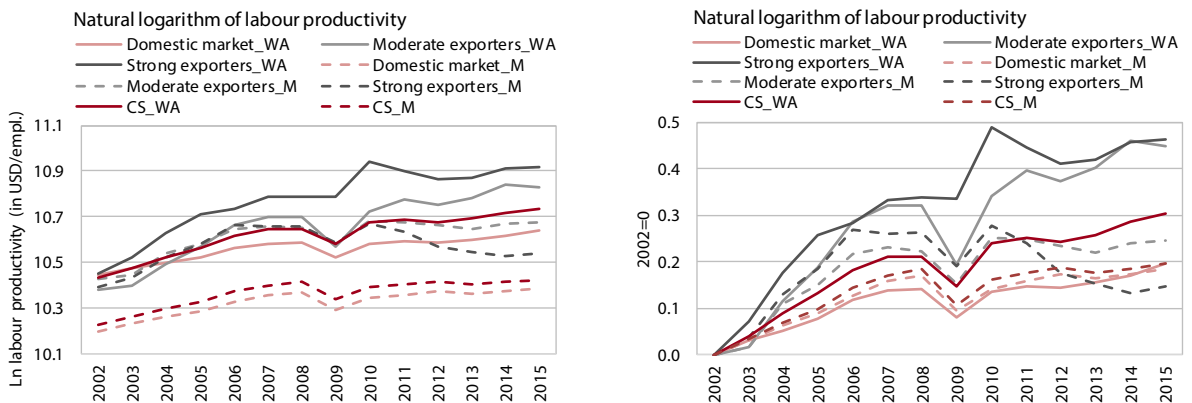 Natural logarithm of labour productivity
Domestic market_WA
Moderate exporters_WA
Strong exporters_WA
Domestic market_M
Moderate exporters_M
Strong exporters_M
CS_WA
CS_M
Ln labour productivity (in USD/empl.)
11.1
10.9
10.7
10.5
10.3
10.1
2002
2003
2004
2005
2006
2007
2008
2009
2010
2011
2012
2013
2014
2015
Natural logarithm of labour productivity
Domestic market_WA
Moderate exporters_WA
Strong exporters_WA
Domestic market_M
Moderate exporters_M
Strong exporters_M
CS_WA
CS_M
2002=0
0.5
0.4
0.3
0.2
0.1
0.0
2002
2003
2004
2005
2006
2007
2008
2009
2010
2011
2012
2013
2014
2015